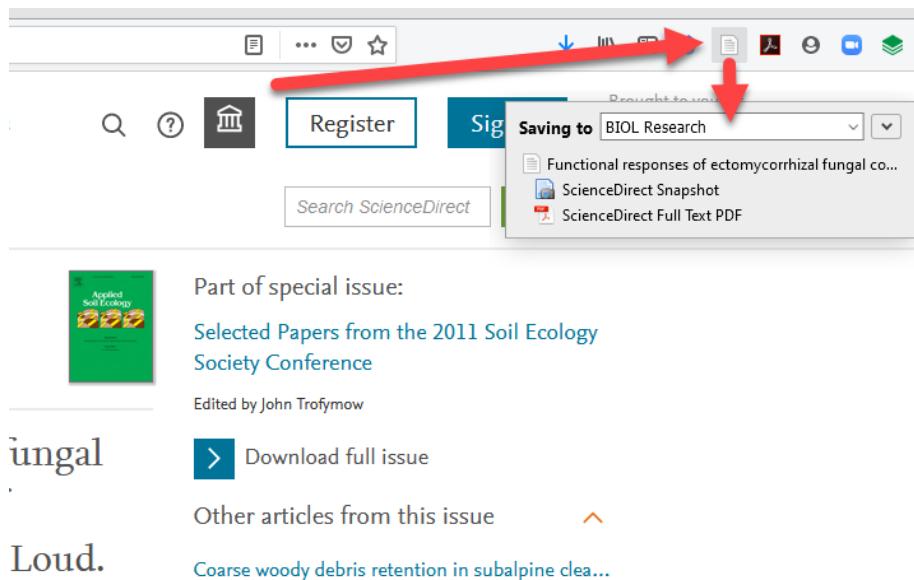 Register
Sig
Brought to you
Saving to BIOL Research
Functional responses of ectomycorrhizal fungal co...
ScienceDirect Snapshot
ScienceDirect Full Text PDF
Search ScienceDirect
Applied
Soil Ecology
Part of special issue:
Selected Papers from the 2011 Soil Ecology
Society Conference
Edited by John Trofymow
Download full issue
Other articles from this issue
Coarse woody debris retention in subalpine clea...
fungal
Loud.